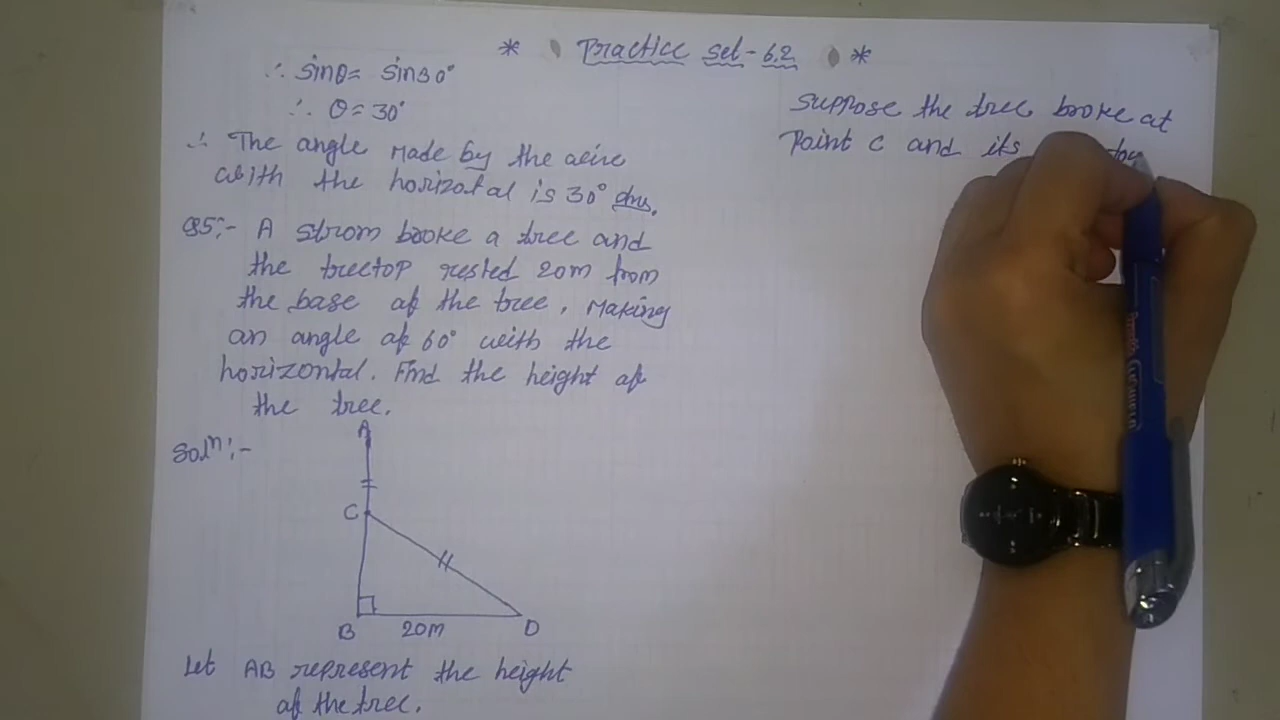 * Practice Set - 6.2 *
∴ sinθ = sin30°
∴ θ = 30°
∴ The angle made by the wire
with the horizotal is 30° Ans.
Q5:- A strom broke a tree and
the treetop rested 20m from
the base of the tree, Making
an angle of 60° with the
horizontal. Find the height of
the tree.
Solⁿ:-
A
C
B 20m D
Let AB represent the height
of the tree.
Suppose the tree broke at
Point C and its